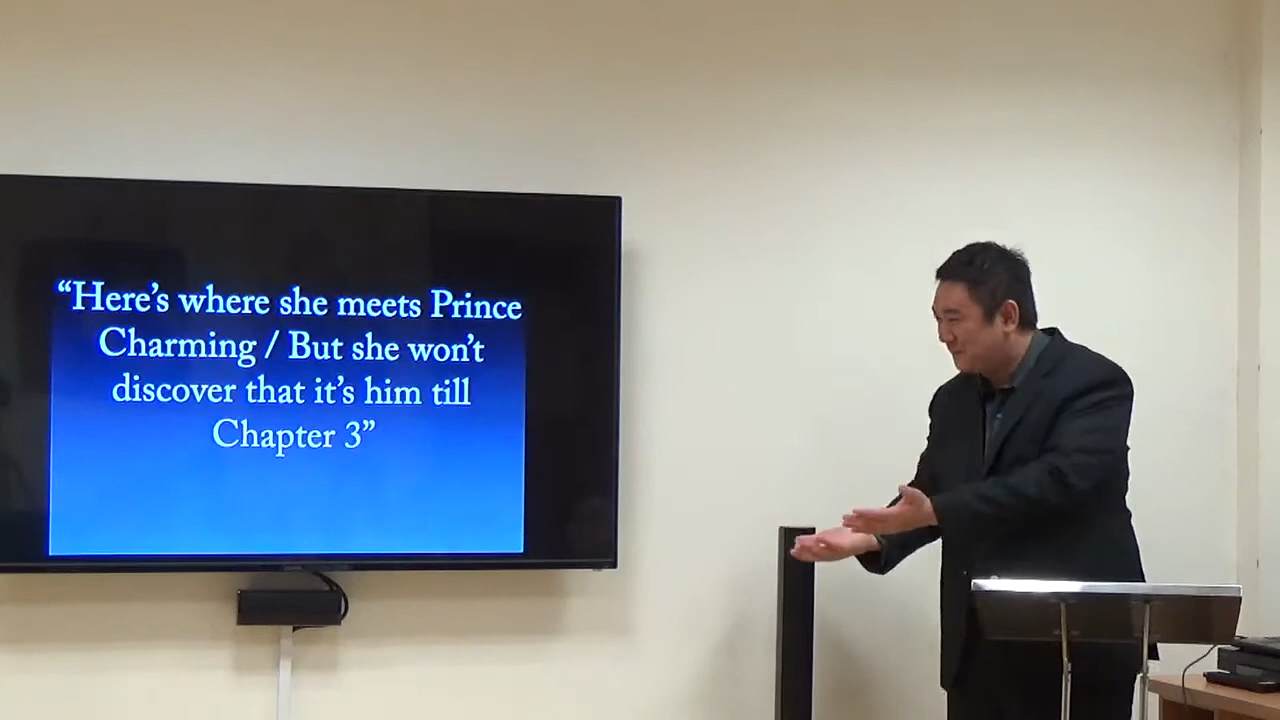 “Here’s where she meets Prince
Charming / But she won’t
discover that it’s him till
Chapter 3”